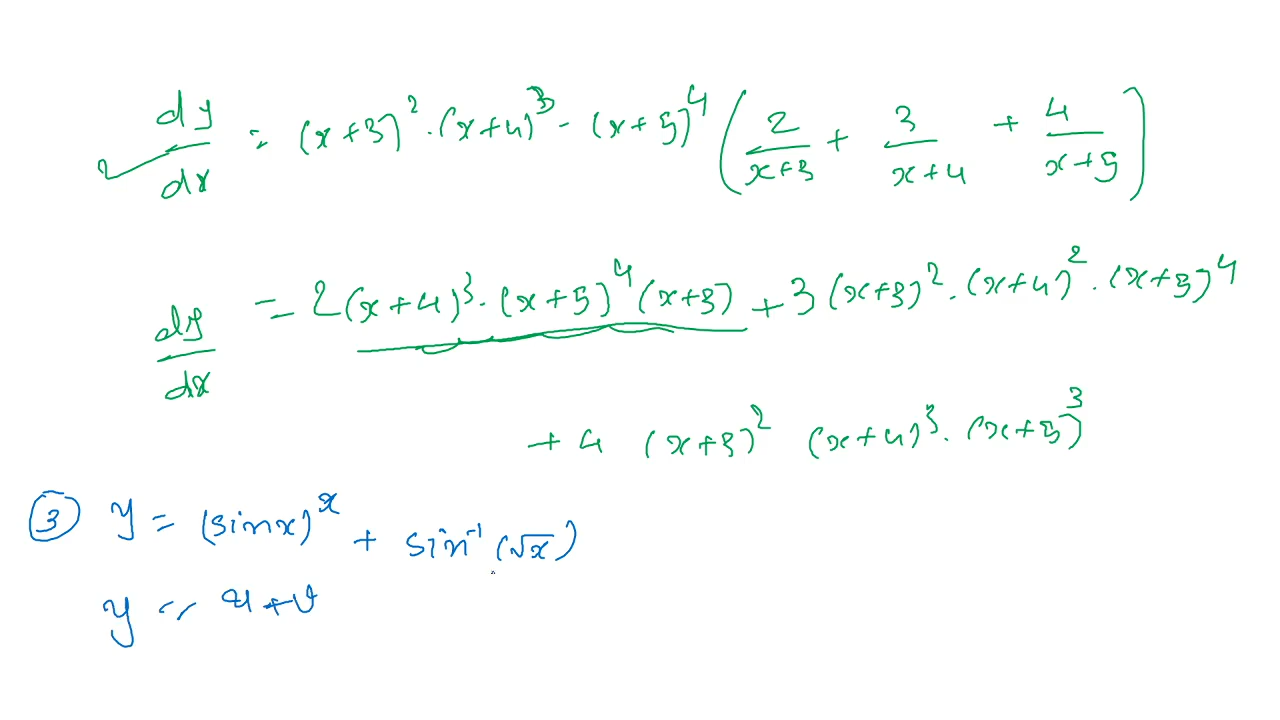 dy/dx = (x+3)² · (x+4)³ - (x+5)⁴ (2/(x+3) + 3/(x+4) + 4/(x+5))
dy/dx = 2(x+4)³ · (x+5)⁴ (x+3) + 3(x+3)² · (x+4)² · (x+5)⁴
+ 4 (x+3)² (x+4)³ · (x+5)³
③ y = (sinx)ˣ + sin⁻¹(√x)
y = u+v